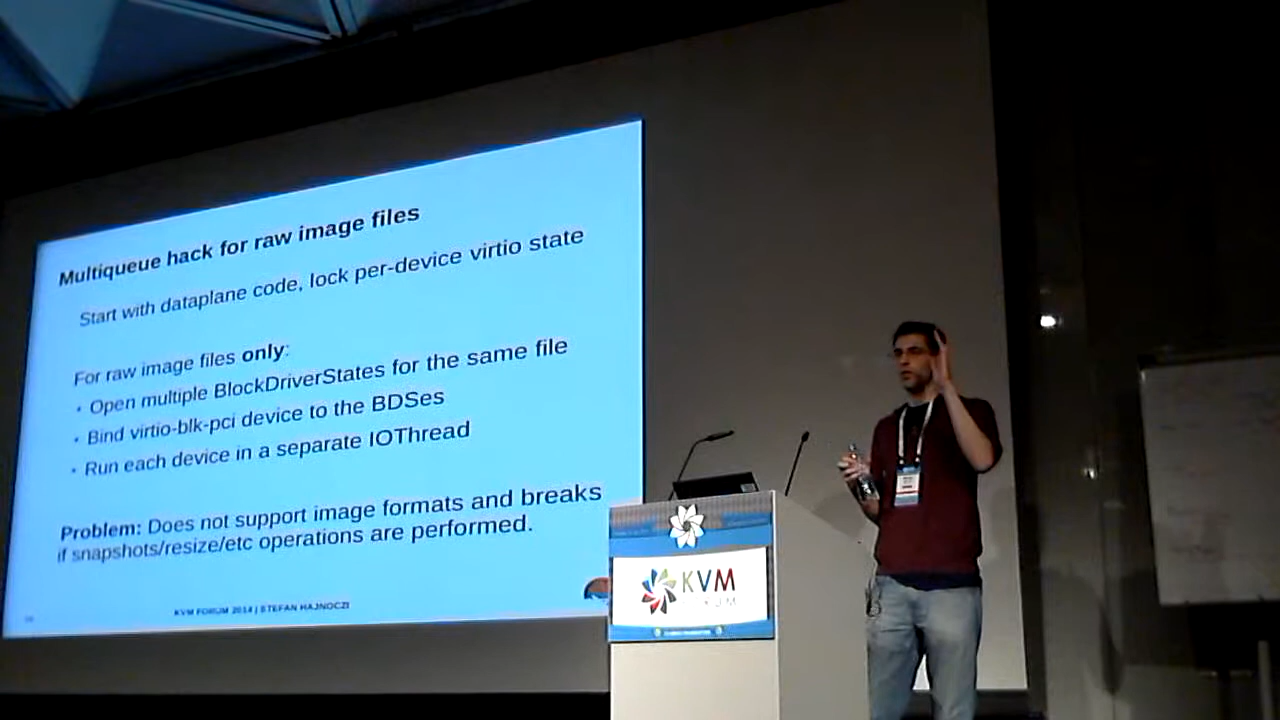 Multiqueue hack for raw image files
Start with dataplane code, lock per-device virtio state
For raw image files only:
• Open multiple BlockDriverStates for the same file
• Bind virtio-blk-pci device to the BDSes
• Run each device in a separate IOThread
Problem: Does not support image formats and breaks
if snapshots/resize/etc operations are performed.
KVM FORUM 2014 | STEFAN HAJNOCZI
KVM